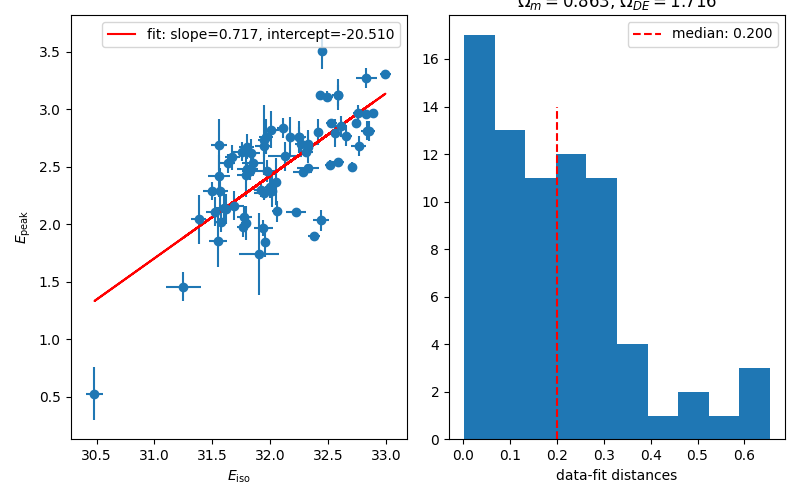 Ω_m = 0.863, Ω_DE = 1.716
fit: slope=0.717, intercept=-20.510
median: 0.200
3.5
3.0
2.5
2.0
1.5
1.0
0.5
E_peak
30.5 31.0 31.5 32.0 32.5 33.0
E_iso
16
14
12
10
8
6
4
2
0
0.0 0.1 0.2 0.3 0.4 0.5 0.6
data-fit distances